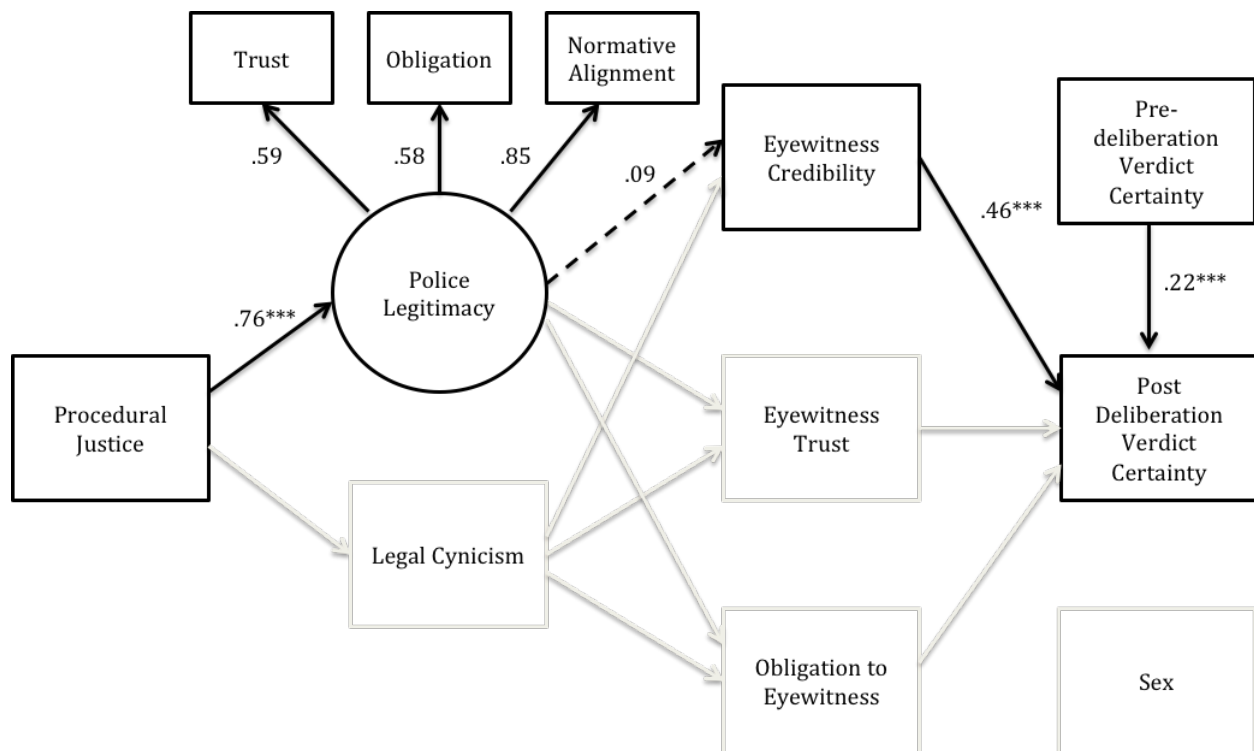 Trust
Obligation
Normative
Alignment
.59
.58
.85
.09
Eyewitness
Credibility
Pre-
deliberation
Verdict
Certainty
.46***
.22***
Police
Legitimacy
.76***
Procedural
Justice
Eyewitness
Trust
Post
Deliberation
Verdict
Certainty
Legal Cynicism
Obligation to
Eyewitness
Sex